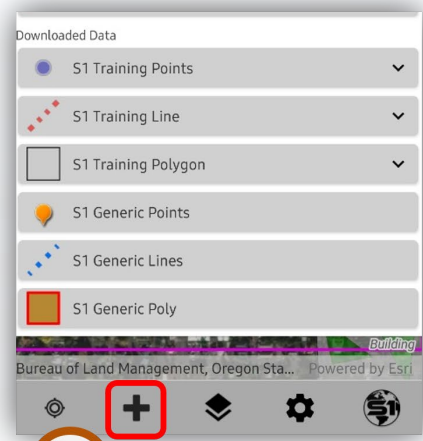 Downloaded Data
S1 Training Points
S1 Training Line
S1 Training Polygon
S1 Generic Points
S1 Generic Lines
S1 Generic Poly
Building
Bureau of Land Management, Oregon Sta... Powered by Esri
S1